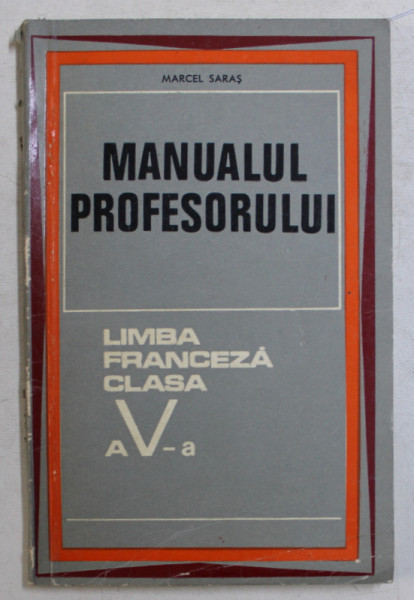 MARCEL SARAȘ
MANUALUL
PROFESORULUI
LIMBA
FRANCEZĂ
CLASA
A V-a